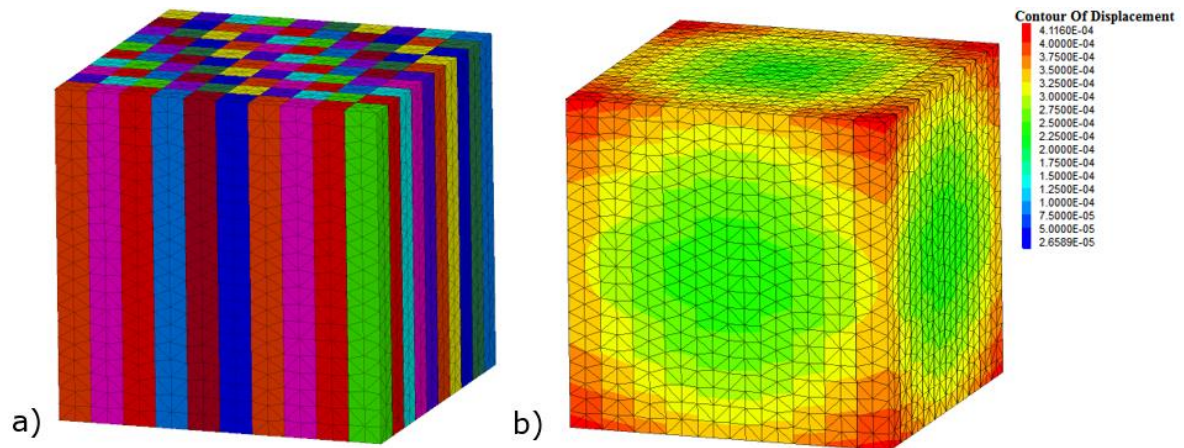 Contour Of Displacement
4.1160E-04
4.0000E-04
3.7500E-04
3.5000E-04
3.2500E-04
3.0000E-04
2.7500E-04
2.5000E-04
2.2500E-04
2.0000E-04
1.7500E-04
1.5000E-04
1.2500E-04
1.0000E-04
7.5000E-05
5.0000E-05
2.6589E-05
a)
b)